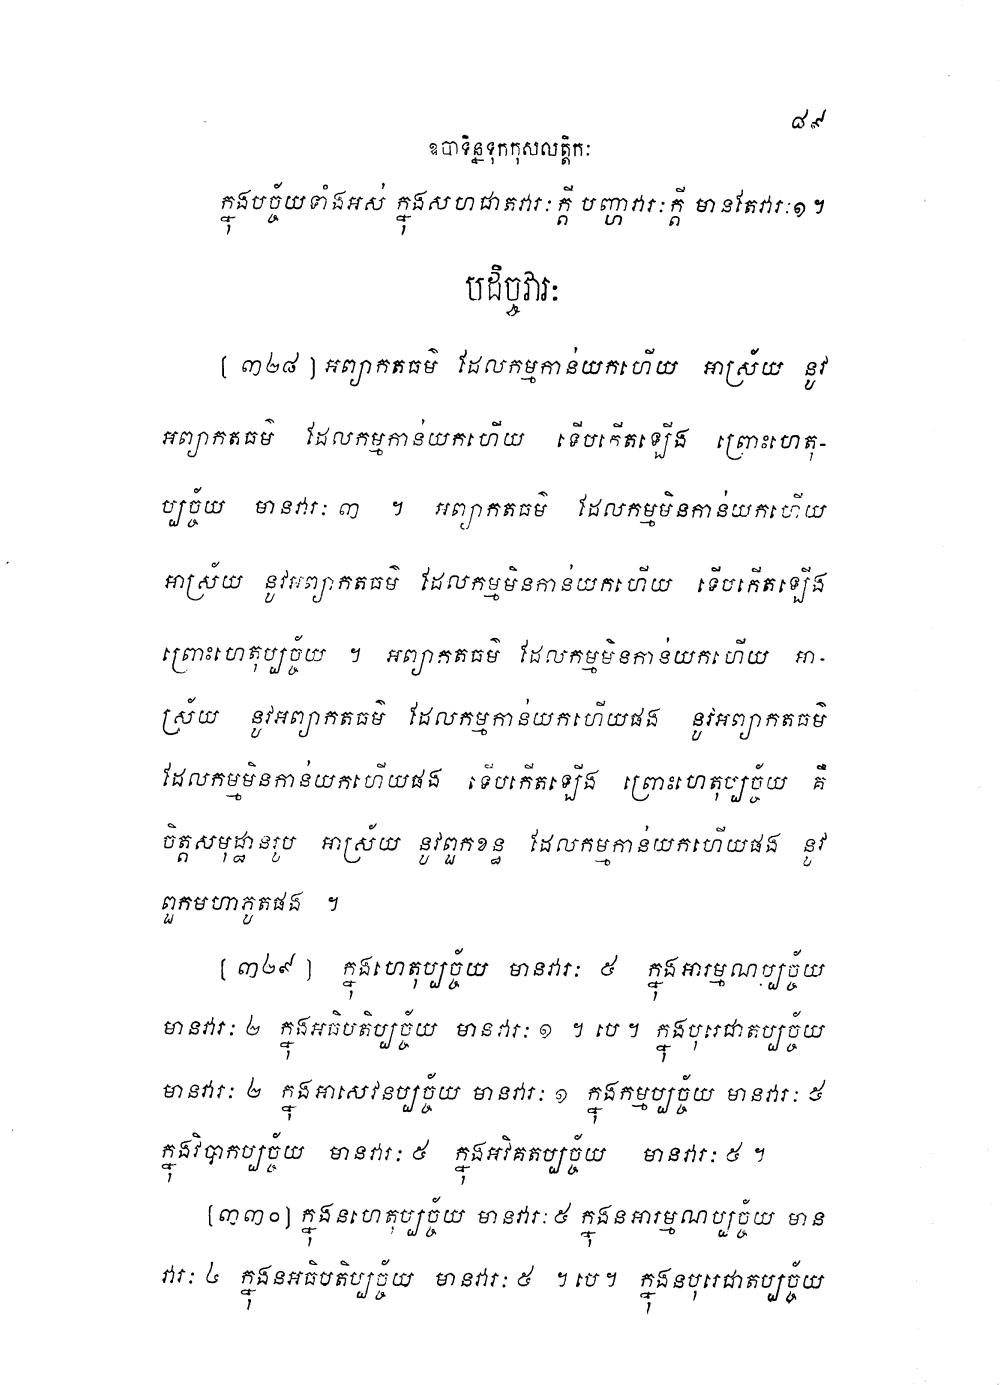 ៨៩
ឧបាទិន្នទុកកុសលត្តិកៈ
ក្នុងបច្ច័យទាំងអស់ ក្នុងសហជាតវារៈក្តី បញ្ហាវារៈក្តី មានតែវារៈ១ ។
បដិច្ចវារៈ
[ ៣២៨ ] អព្យាកតធម៌ ដែលកម្មកាន់យកហើយ អាស្រ័យ នូវ
អព្យាកតធម៌ ដែលកម្មកាន់យកហើយ ទើបកើតឡើង ព្រោះហេតុ-
ប្បច្ច័យ មានវារៈ ៣ ។ អព្យាកតធម៌ ដែលកម្មមិនកាន់យកហើយ
អាស្រ័យ នូវអព្យាកតធម៌ ដែលកម្មមិនកាន់យកហើយ ទើបកើតឡើង
ព្រោះហេតុប្បច្ច័យ ។ អព្យាកតធម៌ ដែលកម្មមិនកាន់យកហើយ អា-
ស្រ័យ នូវអព្យាកតធម៌ ដែលកម្មកាន់យកហើយផង នូវអព្យាកតធម៌
ដែលកម្មមិនកាន់យកហើយផង ទើបកើតឡើង ព្រោះហេតុប្បច្ច័យ គឺ
ចិត្តសមុដ្ឋានរូប អាស្រ័យ នូវពួកខន្ធ ដែលកម្មកាន់យកហើយផង នូវ
ពួកមហាភូតផង ។
[ ៣២៩ ] ក្នុងហេតុប្បច្ច័យ មានវារៈ ៥ ក្នុងអារម្មណប្បច្ច័យ
មានវារៈ ២ ក្នុងអធិបតិប្បច្ច័យ មានវារៈ ១ ។ បេ ។ ក្នុងបុរេជាតប្បច្ច័យ
មានវារៈ ២ ក្នុងអាសេវនប្បច្ច័យ មានវារៈ ១ ក្នុងកម្មប្បច្ច័យ មានវារៈ ៥
ក្នុងវិបាកប្បច្ច័យ មានវារៈ ៥ ក្នុងអវិគតប្បច្ច័យ មានវារៈ ៥ ។
[៣៣០] ក្នុងនហេតុប្បច្ច័យ មានវារៈ ៥ ក្នុងនអារម្មណប្បច្ច័យ មាន
វារៈ ៤ ក្នុងនអធិបតិប្បច្ច័យ មានវារៈ ៥ ។ បេ ។ ក្នុងនបុរេជាតប្បច្ច័យ